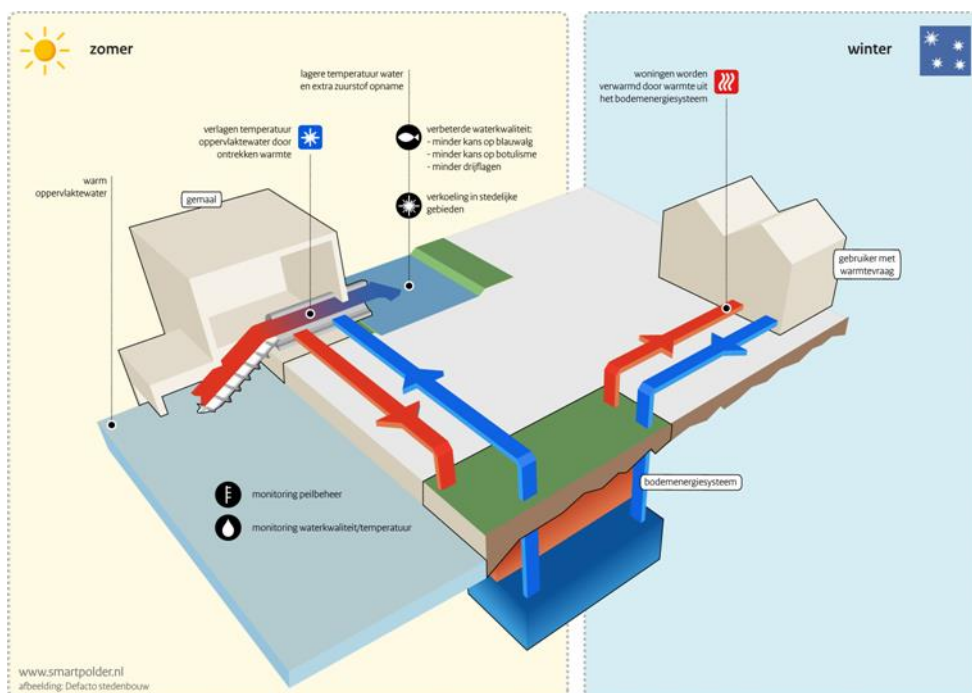 zomer
winter
lagere temperatuur water
en extra zuurstof opname
woningen worden
verwarmd door warmte uit
het bodemenergiesysteem
verlagen temperatuur
oppervlaktewater door
ontrekken warmte
verbeterde waterkwaliteit:
- minder kans op blauwalg
- minder kans op botulisme
- minder drijflagen
warm
oppervlaktewater
gemaal
verkoeling in stedelijke
gebieden
gebruiker met
warmtevraag
bodemenergiesysteem
monitoring peilbeheer
monitoring waterkwaliteit/temperatuur
www.smartpolder.nl
afbeelding: Defacto stedenbouw